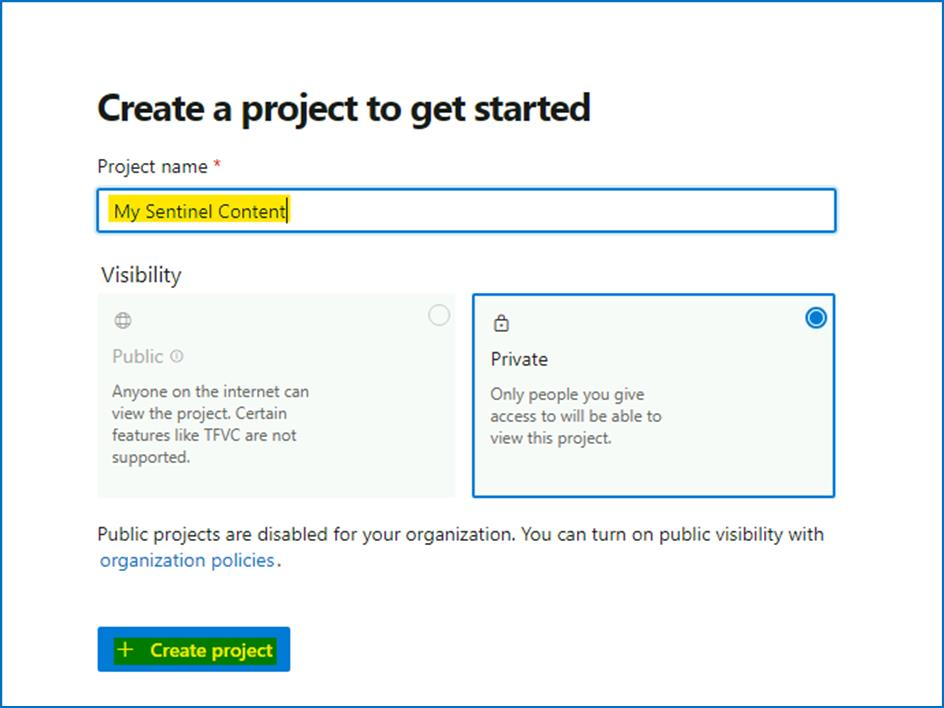 Create a project to get started
Project name *
My Sentinel Content
Visibility
Public
Anyone on the internet can
view the project. Certain
features like TFVC are not
supported.
Private
Only people you give
access to will be able to
view this project.
Public projects are disabled for your organization. You can turn on public visibility with
organization policies.
+ Create project